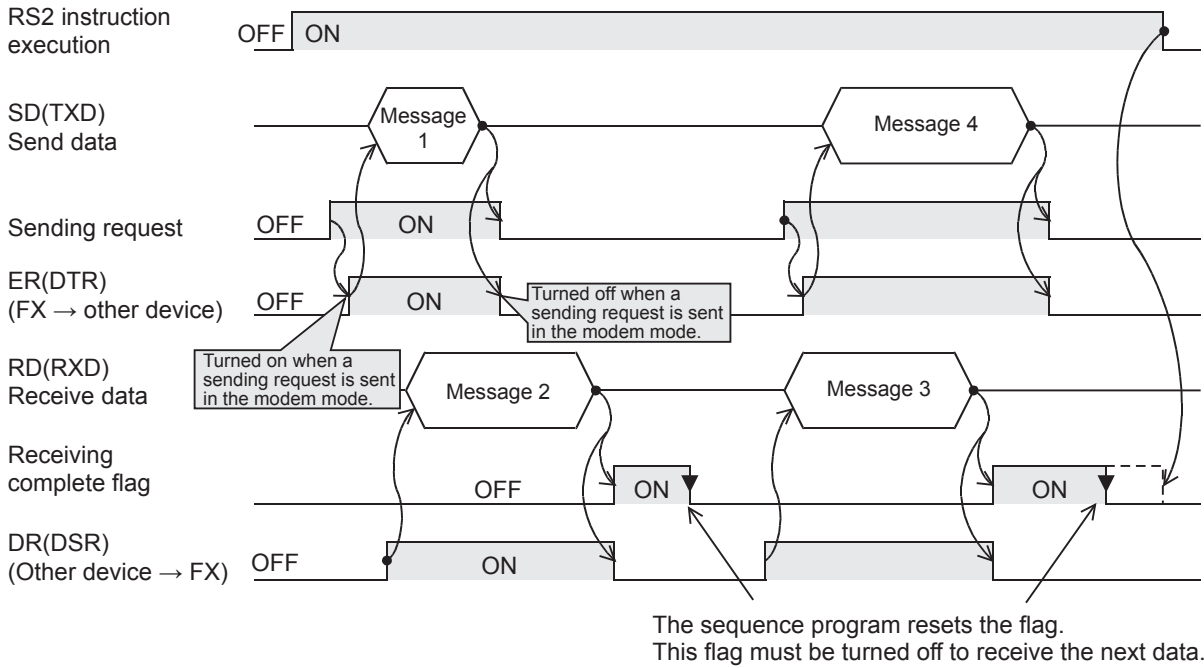 RS2 instruction
execution
OFF
ON
SD(TXD)
Send data
Message
1
Message 4
Sending request
OFF
ON
ER(DTR)
(FX → other device)
OFF
ON
Turned off when a
sending request is sent
in the modem mode.
Turned on when a
sending request is sent
in the modem mode.
RD(RXD)
Receive data
Message 2
Message 3
Receiving
complete flag
OFF
ON
ON
DR(DSR)
(Other device → FX)
OFF
ON
The sequence program resets the flag.
This flag must be turned off to receive the next data.